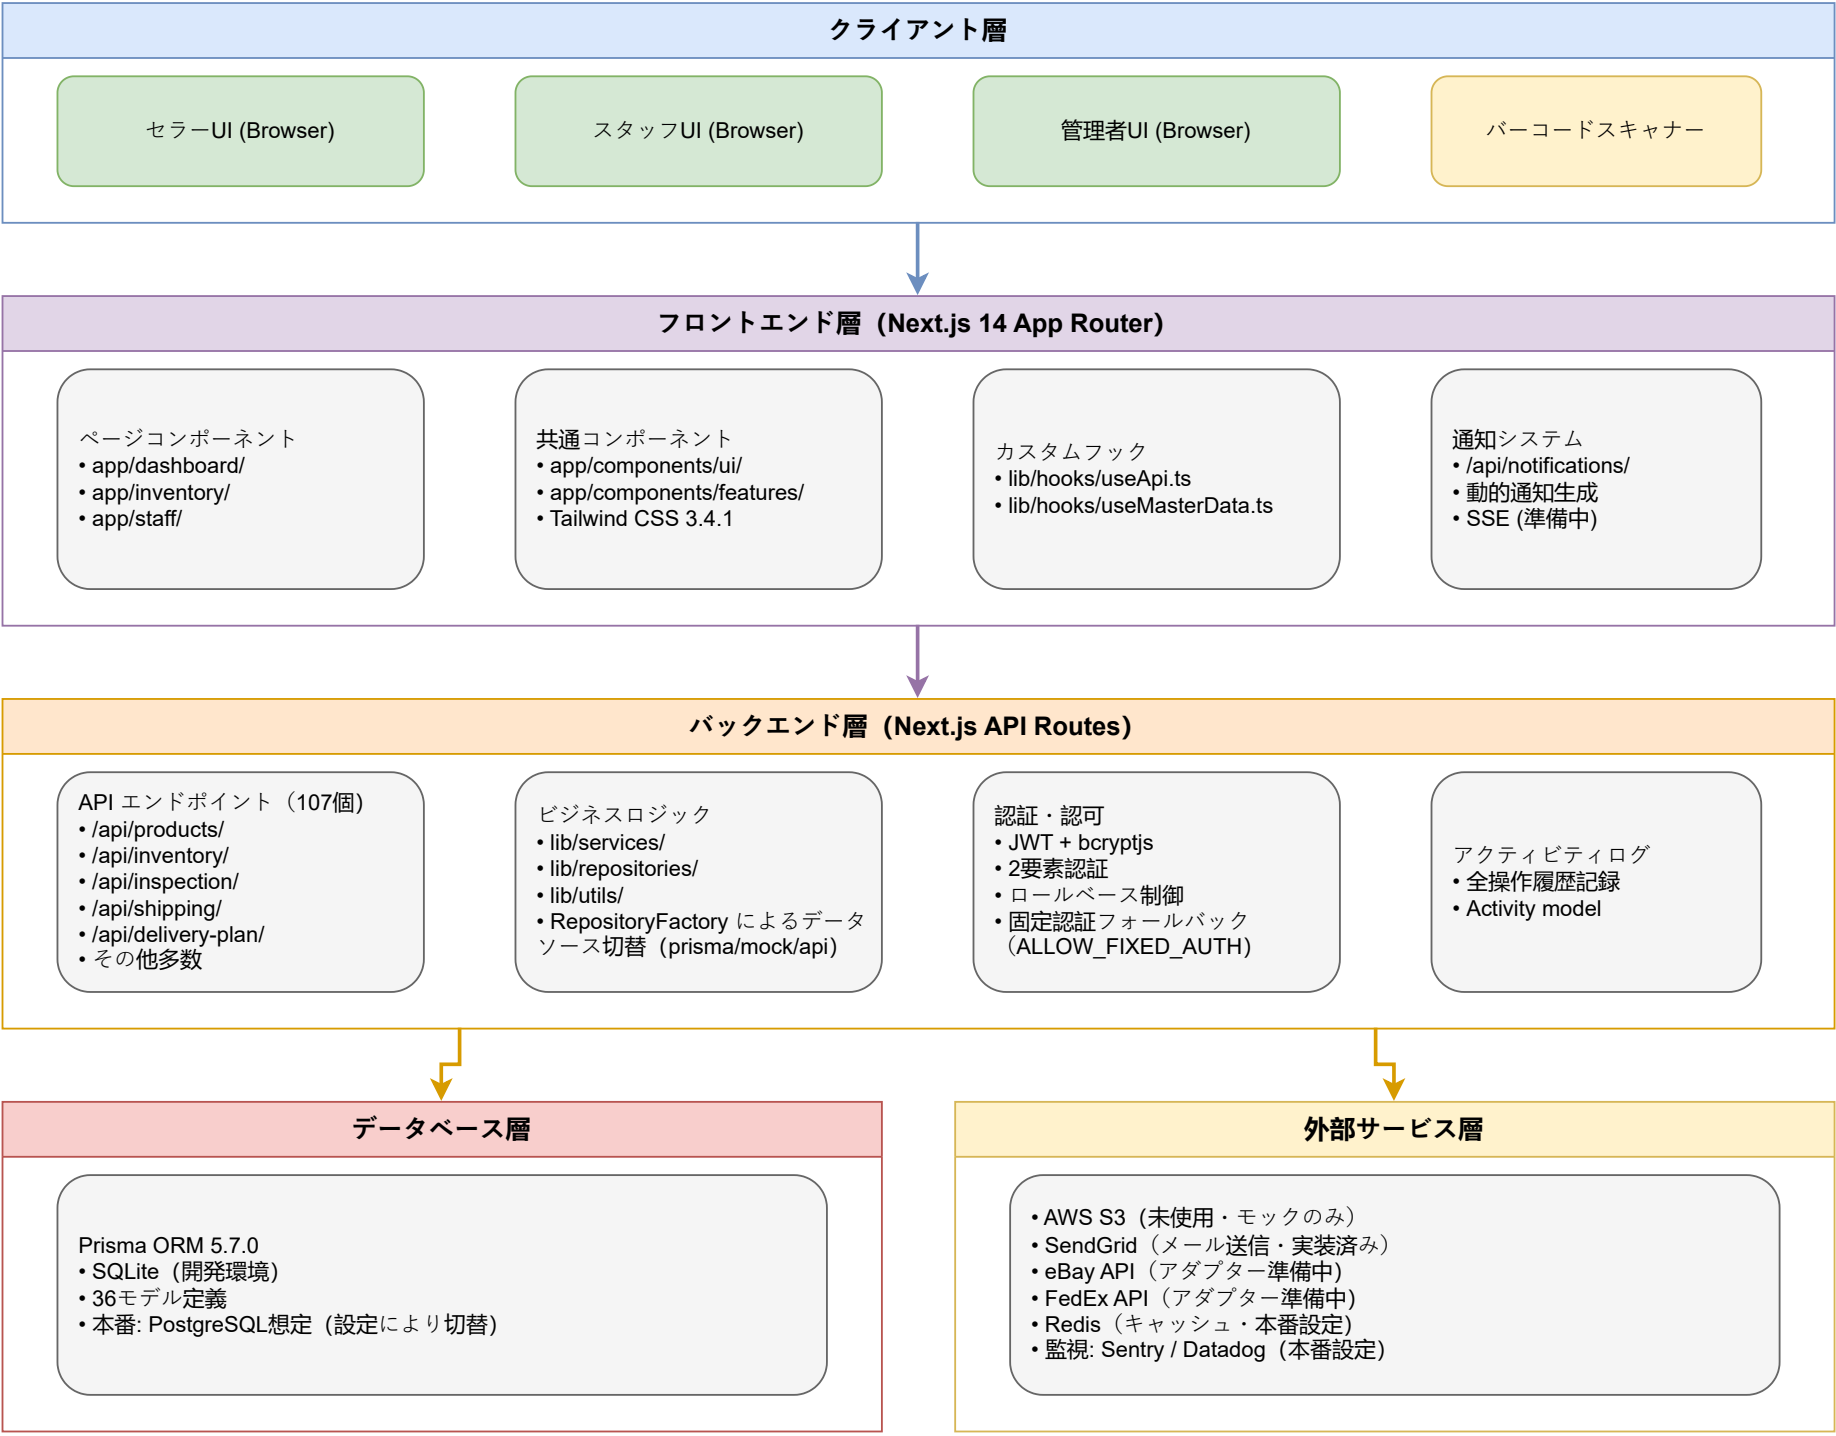 クライアント層
セラーUI (Browser)
スタッフUI (Browser)
管理者UI (Browser)
バーコードスキャナー
フロントエンド層（Next.js 14 App Router）
ページコンポーネント
• app/dashboard/
• app/inventory/
• app/staff/
共通コンポーネント
• app/components/ui/
• app/components/features/
• Tailwind CSS 3.4.1
カスタムフック
• lib/hooks/useApi.ts
• lib/hooks/useMasterData.ts
通知システム
• /api/notifications/
• 動的通知生成
• SSE (準備中)
バックエンド層（Next.js API Routes）
API エンドポイント（107個）
• /api/products/
• /api/inventory/
• /api/inspection/
• /api/shipping/
• /api/delivery-plan/
• その他多数
ビジネスロジック
• lib/services/
• lib/repositories/
• lib/utils/
• RepositoryFactory によるデータ
ソース切替（prisma/mock/api）
認証・認可
• JWT + bcryptjs
• 2要素認証
• ロールベース制御
• 固定認証フォールバック
（ALLOW_FIXED_AUTH）
アクティビティログ
• 全操作履歴記録
• Activity model
データベース層
Prisma ORM 5.7.0
• SQLite（開発環境）
• 36モデル定義
• 本番: PostgreSQL想定（設定により切替）
外部サービス層
• AWS S3（未使用・モックのみ）
• SendGrid（メール送信・実装済み）
• eBay API（アダプター準備中）
• FedEx API（アダプター準備中）
• Redis（キャッシュ・本番設定）
• 監視: Sentry / Datadog（本番設定）